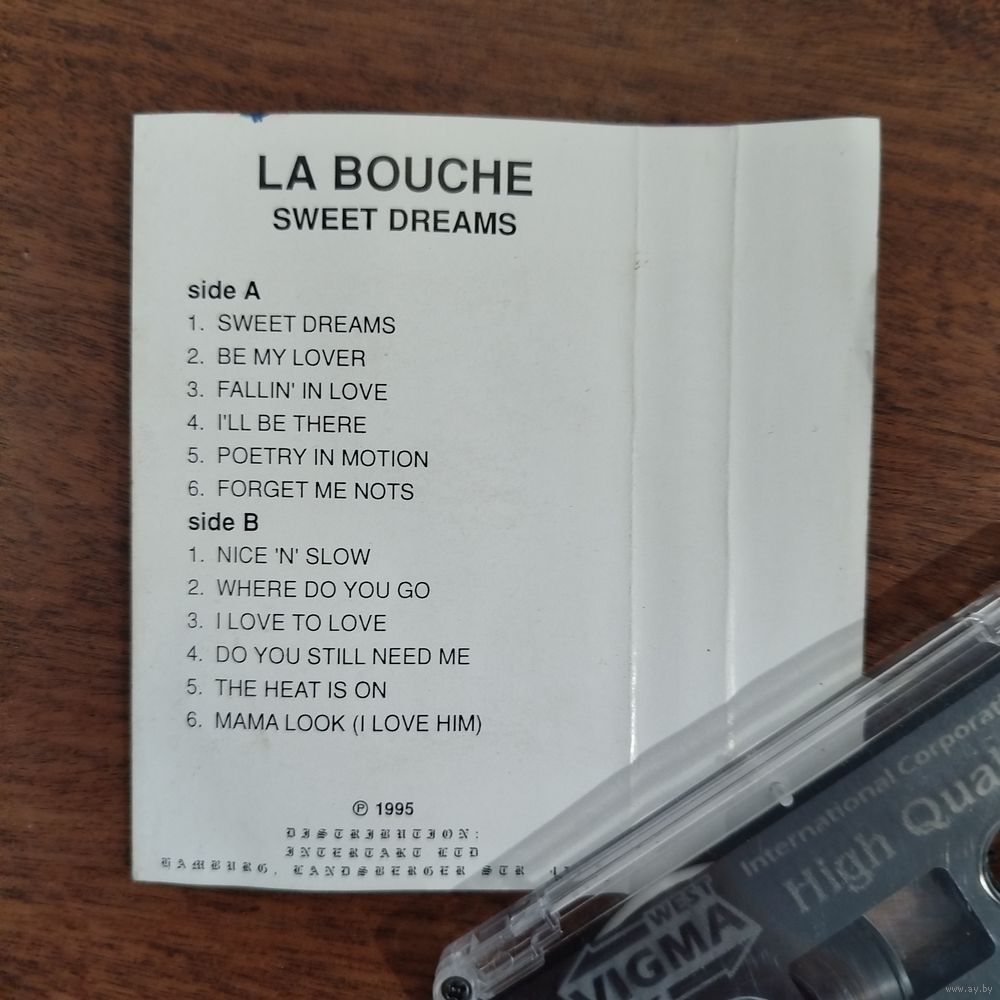 LA BOUCHE
SWEET DREAMS
side A
1. SWEET DREAMS
2. BE MY LOVER
3. FALLIN' IN LOVE
4. I'LL BE THERE
5. POETRY IN MOTION
6. FORGET ME NOTS
side B
1. NICE 'N' SLOW
2. WHERE DO YOU GO
3. I LOVE TO LOVE
4. DO YOU STILL NEED ME
5. THE HEAT IS ON
6. MAMA LOOK (I LOVE HIM)
Ⓟ 1995
DISTRIBUTION:
INTERTAKT LTD
HAMBURG, LANDSBERGER STR
International
High
WEST
VIGMA
www.ay.by